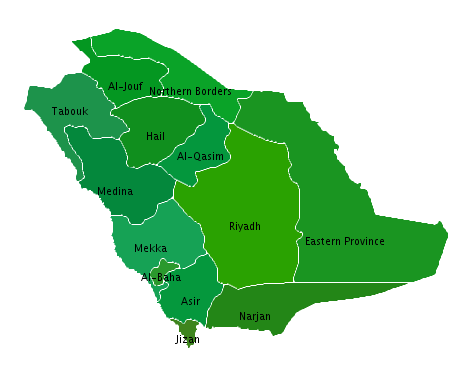 Al-Jouf
Northern Borders
Tabouk
Hail
Al-Qasim
Medina
Riyadh
Eastern Province
Mekka
Al-Baha
Asir
Narjan
Jizan